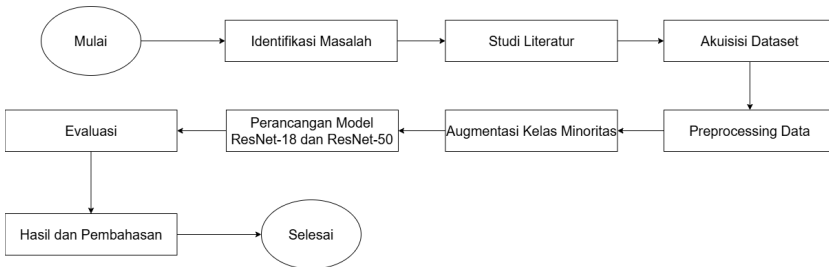 Mulai
Identifikasi Masalah
Studi Literatur
Akuisisi Dataset
Preprocessing Data
Augmentasi Kelas Minoritas
Perancangan Model
ResNet-18 dan ResNet-50
Evaluasi
Hasil dan Pembahasan
Selesai